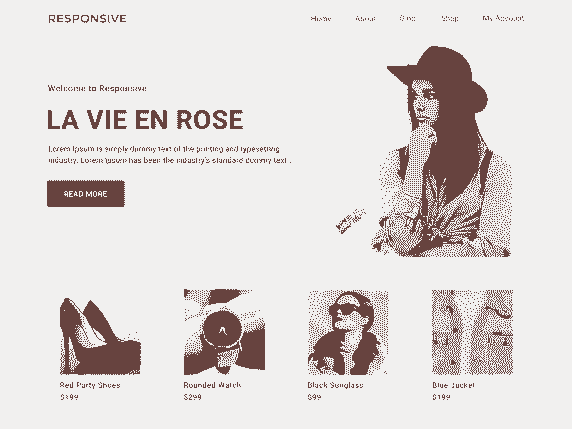 RESPONSIVE
Home About Blog Shop My Account
Welcome to Responsive
LA VIE EN ROSE
Lorem Ipsum is simply dummy text of the printing and typesetting
industry. Lorem Ipsum has been the industry's standard dummy text .
READ MORE
Red Party Shoes
Rounded Watch
$299
Black Sunglass
$99
Blue Jacket
$199